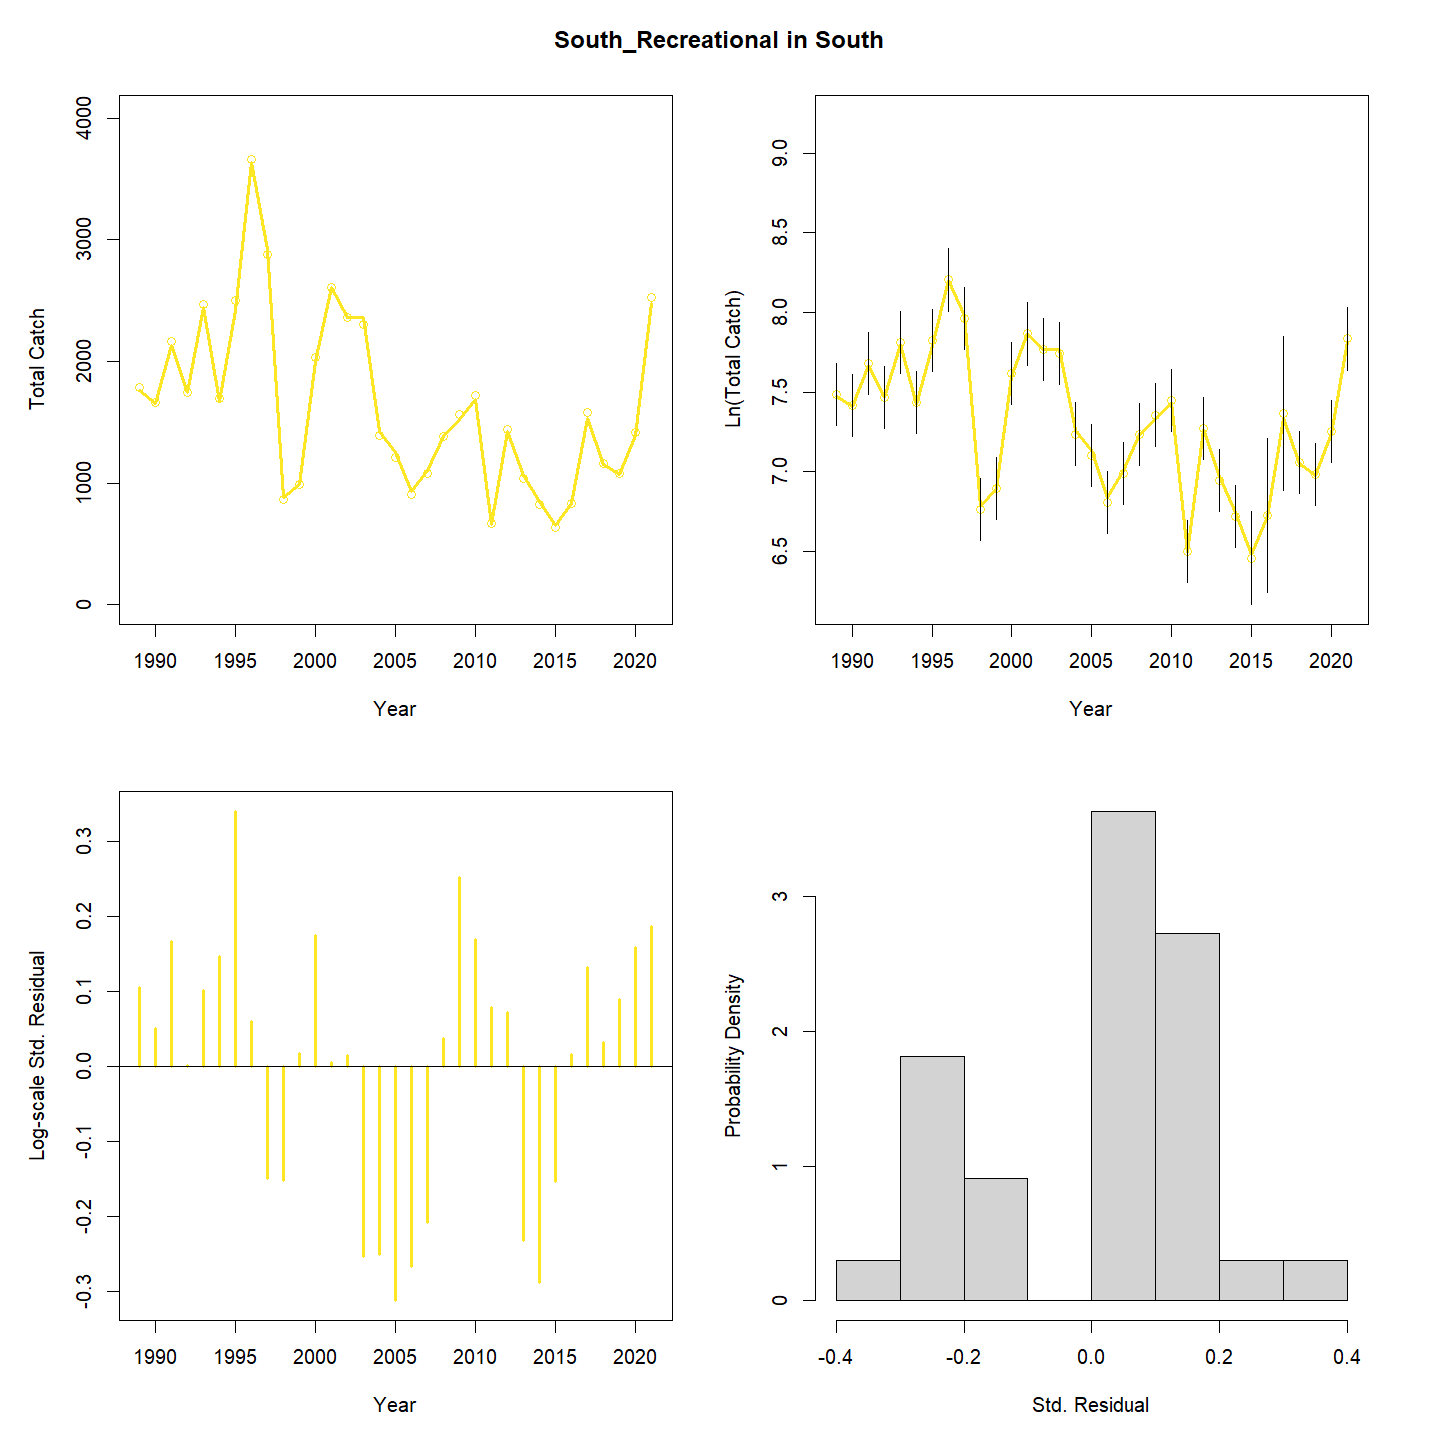 South_Recreational in South
Total Catch
4000
3000
2000
1000
0
1990 1995 2000 2005 2010 2015 2020
Year
Ln(Total Catch)
9.0
8.5
8.0
7.5
7.0
6.5
1990 1995 2000 2005 2010 2015 2020
Year
Log-scale Std. Residual
0.3
0.2
0.1
0.0
-0.1
-0.2
-0.3
1990 1995 2000 2005 2010 2015 2020
Year
Probability Density
3
2
1
0
-0.4 -0.2 0.0 0.2 0.4
Std. Residual